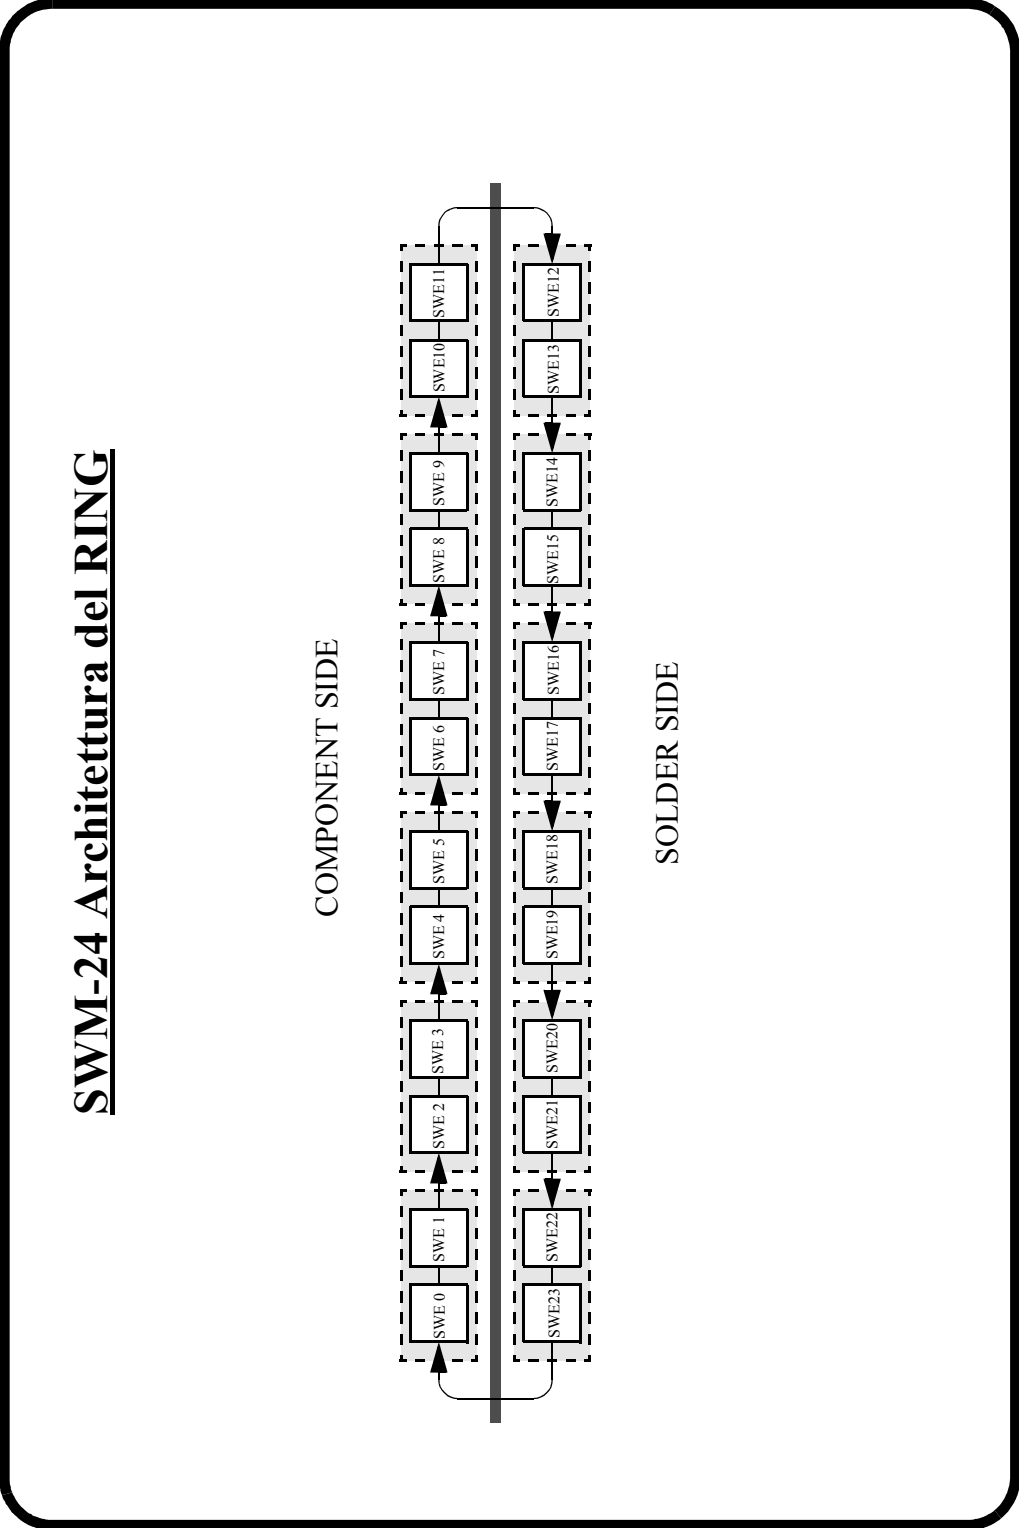 SWM-24 Architettura del RING
COMPONENT SIDE
SWE 0
SWE 1
SWE 2
SWE 3
SWE 4
SWE 5
SWE 6
SWE 7
SWE 8
SWE 9
SWE10
SWE11
SWE23
SWE22
SWE21
SWE20
SWE19
SWE18
SWE17
SWE16
SWE15
SWE14
SWE13
SWE12
SOLDER SIDE